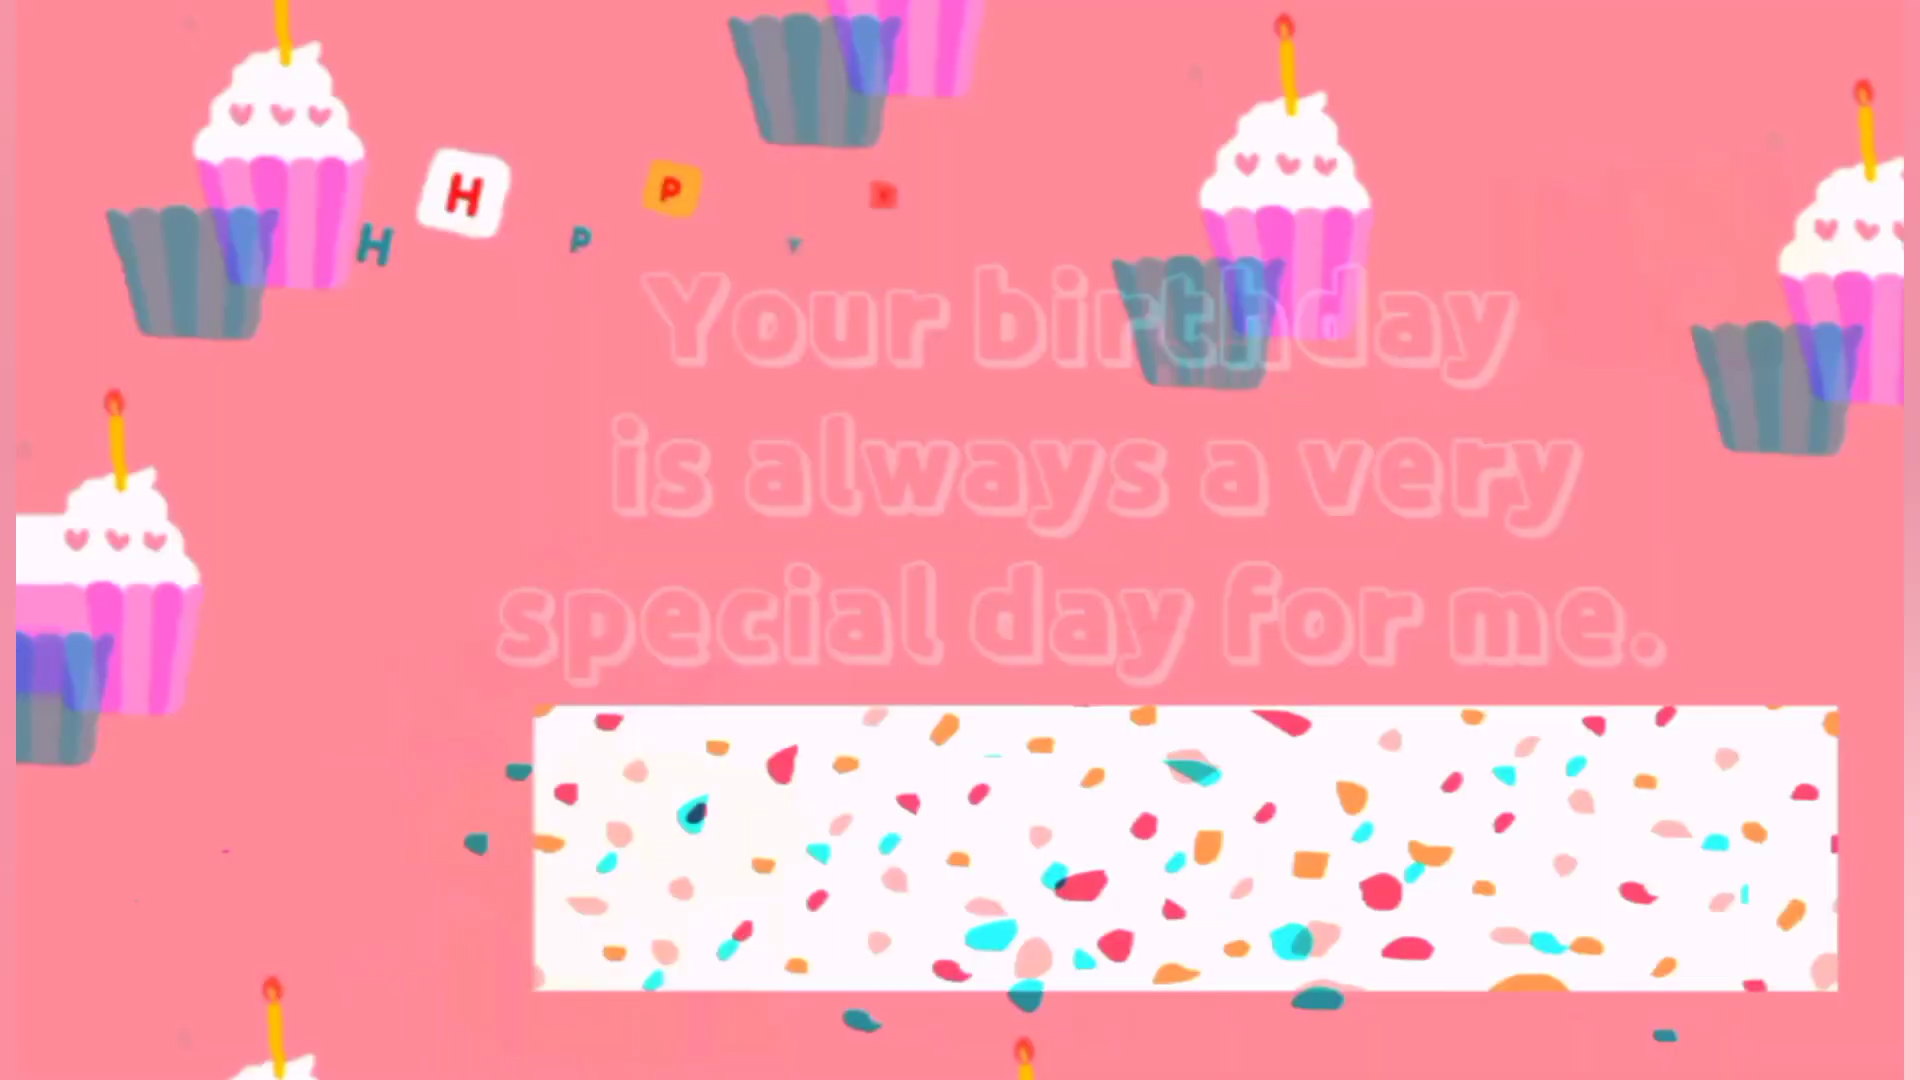 H P
H P Y
Your birthday
is always a very
special day for me.